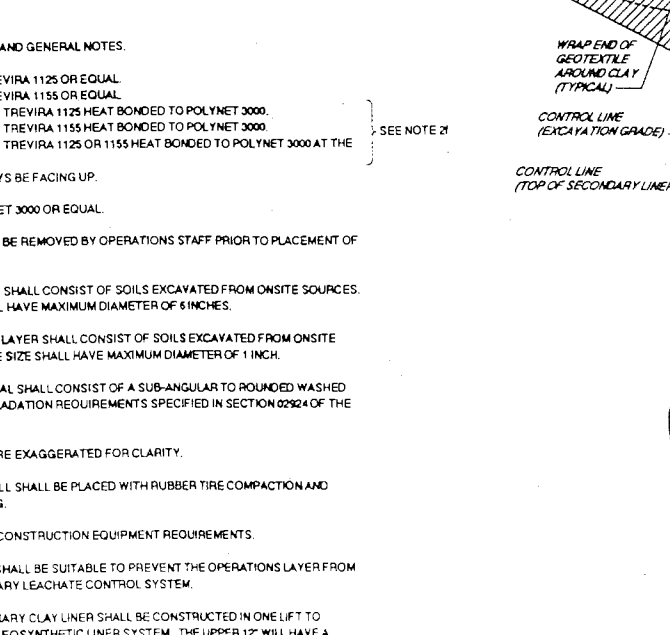 AND GENERAL NOTES.
EVIRA 1125 OR EQUAL.
EVIRA 1155 OR EQUAL
TREVIRA 1125 HEAT BONDED TO POLYNET 3000.
TREVIRA 1155 HEAT BONDED TO POLYNET 3000.
TREVIRA 1125 OR 1155 HEAT BONDED TO POLYNET 3000 AT THE
SEE NOTE 21
YS BE FACING UP.
ET 3000 OR EQUAL.
BE REMOVED BY OPERATIONS STAFF PRIOR TO PLACEMENT OF
SHALL CONSIST OF SOILS EXCAVATED FROM ONSITE SOURCES.
L HAVE MAXIMUM DIAMETER OF 6 INCHES.
LAYER SHALL CONSIST OF SOILS EXCAVATED FROM ONSITE
E SIZE SHALL HAVE MAXIMUM DIAMETER OF 1 INCH.
AL SHALL CONSIST OF A SUB-ANGULAR TO ROUNDED WASHED
ADATION REQUIREMENTS SPECIFIED IN SECTION 02924 OF THE
RE EXAGGERATED FOR CLARITY.
LL SHALL BE PLACED WITH RUBBER TIRE COMPACTION AND
G.
CONSTRUCTION EQUIPMENT REQUIREMENTS.
SHALL BE SUITABLE TO PREVENT THE OPERATIONS LAYER FROM
ARY LEACHATE CONTROL SYSTEM.
ARY CLAY LINER SHALL BE CONSTRUCTED IN ONE LIFT TO
EOSYNTHETIC LINER SYSTEM. THE UPPER 12" WILL HAVE A
WRAP END OF
GEOTEXTILE
AROUND CLAY
(TYPICAL)
CONTROL LINE
(EXCAVATION GRADE)
CONTROL LINE
(TOP OF SECONDARY LINER